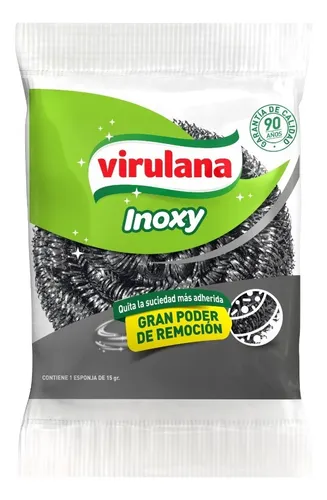 GARANTÍA DE CALIDAD
90
AÑOS
virulana
Inoxy
Quita la suciedad más adherida
GRAN PODER
DE REMOCIÓN
CONTIENE 1 ESPONJA DE 15 gr.